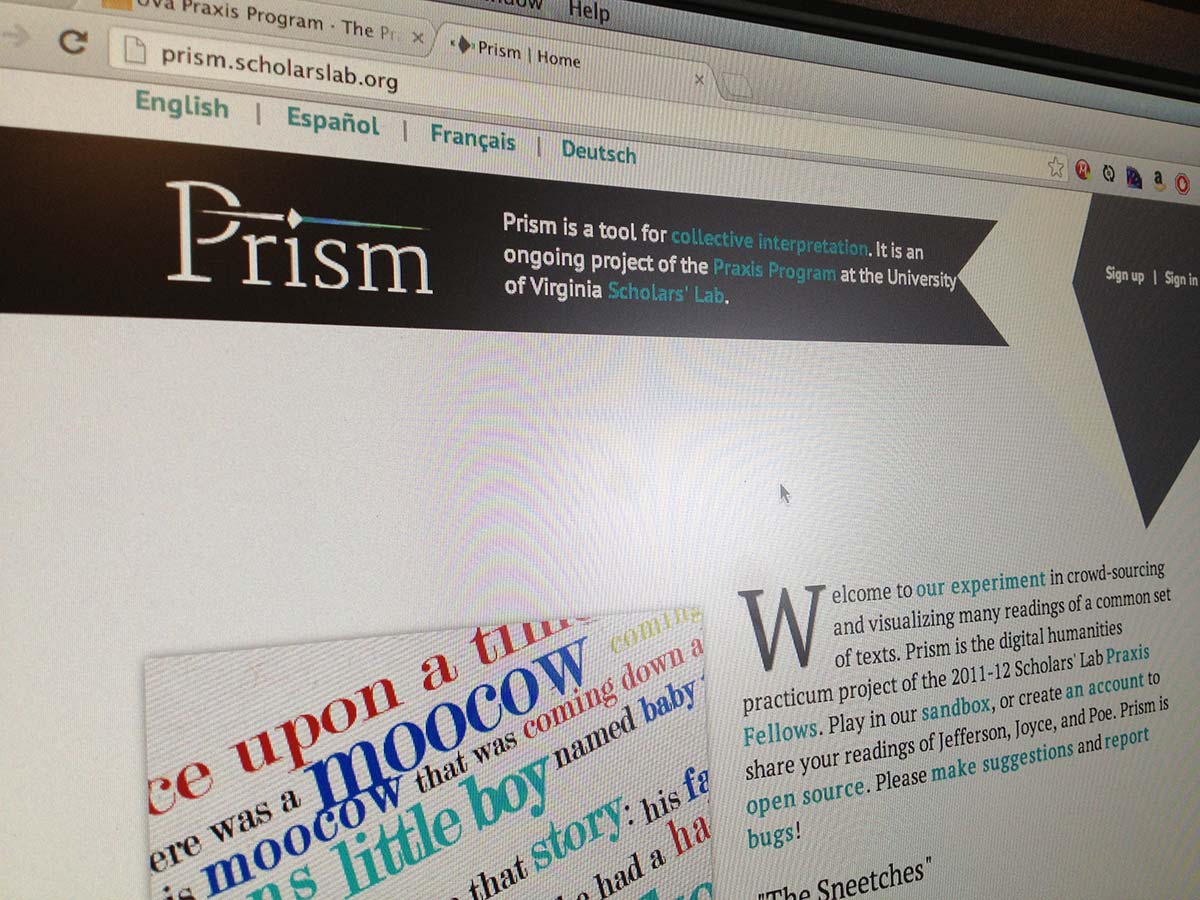 Help
Praxis Program - The Pr
Prism | Home
prism.scholarslab.org
English | Español | Français | Deutsch
Prism
Prism is a tool for collective interpretation. It is an
ongoing project of the Praxis Program at the University
of Virginia Scholars' Lab.
Sign up | Sign in
Welcome to our experiment in crowd-sourcing
and visualizing many readings of a common set
of texts. Prism is the digital humanities
practicum project of the 2011-12 Scholars' Lab Praxis
Fellows. Play in our sandbox, or create an account to
share your readings of Jefferson, Joyce, and Poe. Prism is
open source. Please make suggestions and report
bugs!
"The Sneetches"
ce upon a time coming
ere was a moocow coming down a
moocow that was named baby
ns little boy
that story: his fa
had a ha